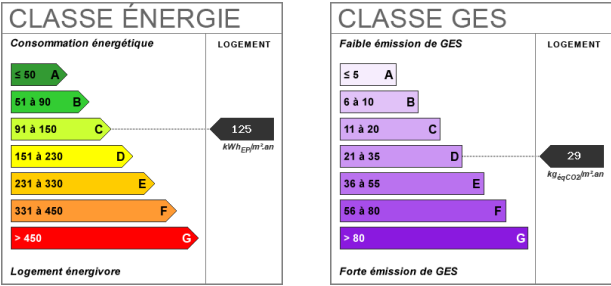 CLASSE ÉNERGIE
Consommation énergétique
LOGEMENT
≤ 50 A
51 à 90 B
91 à 150 C
125
kWhEP/m².an
151 à 230 D
231 à 330 E
331 à 450 F
> 450 G
Logement énergivore
CLASSE GES
Faible émission de GES
LOGEMENT
≤ 5 A
6 à 10 B
11 à 20 C
21 à 35 D
29
kgéqCO2/m².an
36 à 55 E
56 à 80 F
> 80 G
Forte émission de GES